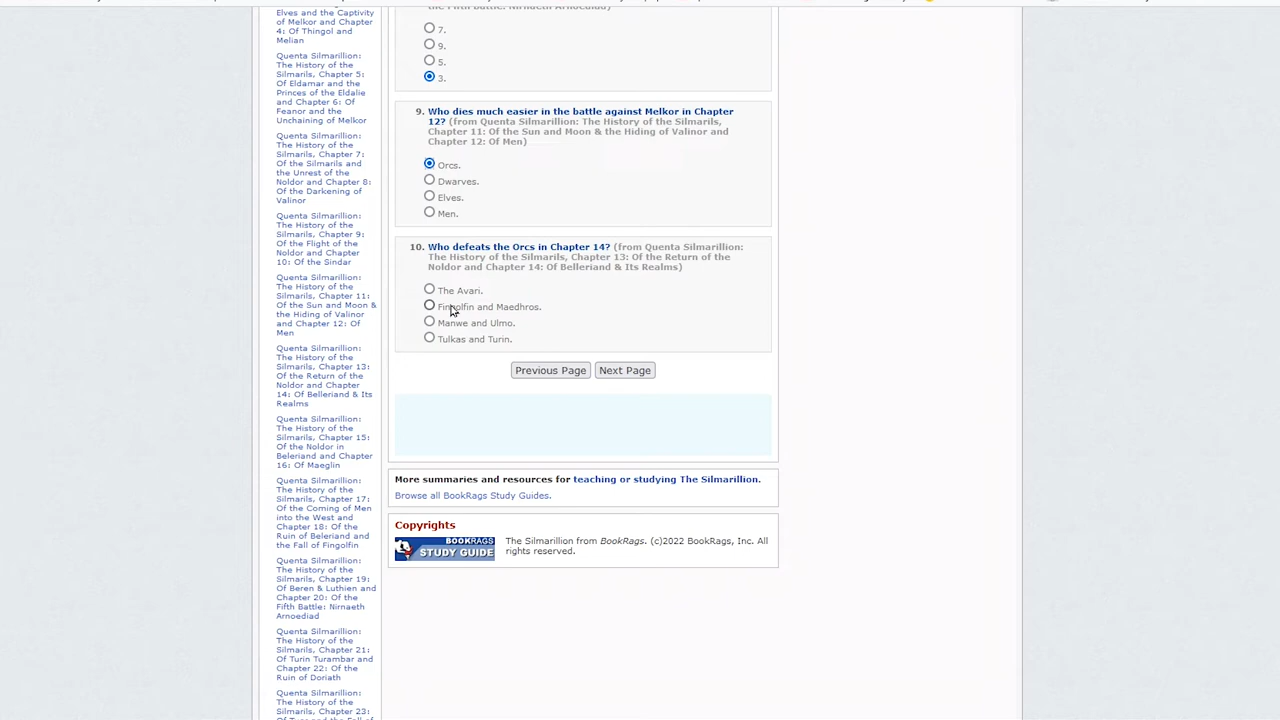 Elves and the Captivity
of Melkor and Chapter
4: Of Thingol and
Melian
Quenta Silmarillion:
The History of the
Silmarils, Chapter 5:
Of Eldamar and the
Princes of the Eldalie
and Chapter 6: Of
Feanor and the
Unchaining of Melkor
Quenta Silmarillion:
The History of the
Silmarils, Chapter 7:
Of the Silmarils and
the Unrest of the
Noldor and Chapter 8:
Of the Darkening of
Valinor
Quenta Silmarillion:
The History of the
Silmarils, Chapter 9:
Of the Flight of the
Noldor and Chapter
10: Of the Sindar
Quenta Silmarillion:
The History of the
Silmarils, Chapter 11:
Of the Sun and Moon &
the Hiding of Valinor
and Chapter 12: Of
Men
Quenta Silmarillion:
The History of the
Silmarils, Chapter 13:
Of the Return of the
Noldor and Chapter
14: Of Belleriand & Its
Realms
Quenta Silmarillion:
The History of the
Silmarils, Chapter 15:
Of the Noldor in
Beleriand and Chapter
16: Of Maeglin
Quenta Silmarillion:
The History of the
Silmarils, Chapter 17:
Of the Coming of Men
into the West and
Chapter 18: Of the
Ruin of Beleriand and
the Fall of Fingolfin
Quenta Silmarillion:
The History of the
Silmarils, Chapter 19:
Of Beren & Luthien and
Chapter 20: Of the
Fifth Battle: Nirnaeth
Arnoediad
Quenta Silmarillion:
The History of the
Silmarils, Chapter 21:
Of Turin Turambar and
Chapter 22: Of the
Ruin of Doriath
Quenta Silmarillion:
The History of the
Silmarils, Chapter 23:
the Fifth Battle: Nirnaeth Arnoediad)
7.
9.
5.
3.
9. Who dies much easier in the battle against Melkor in Chapter
12? (from Quenta Silmarillion: The History of the Silmarils,
Chapter 11: Of the Sun and Moon & the Hiding of Valinor and
Chapter 12: Of Men)
Orcs.
Dwarves.
Elves.
Men.
10. Who defeats the Orcs in Chapter 14? (from Quenta Silmarillion:
The History of the Silmarils, Chapter 13: Of the Return of the
Noldor and Chapter 14: Of Belleriand & Its Realms)
The Avari.
Fingolfin and Maedhros.
Manwe and Ulmo.
Tulkas and Turin.
Previous Page Next Page
More summaries and resources for teaching or studying The Silmarillion.
Browse all BookRags Study Guides.
Copyrights
BOOKRAGS
STUDY GUIDE
The Silmarillion from BookRags. (c)2022 BookRags, Inc. All
rights reserved.